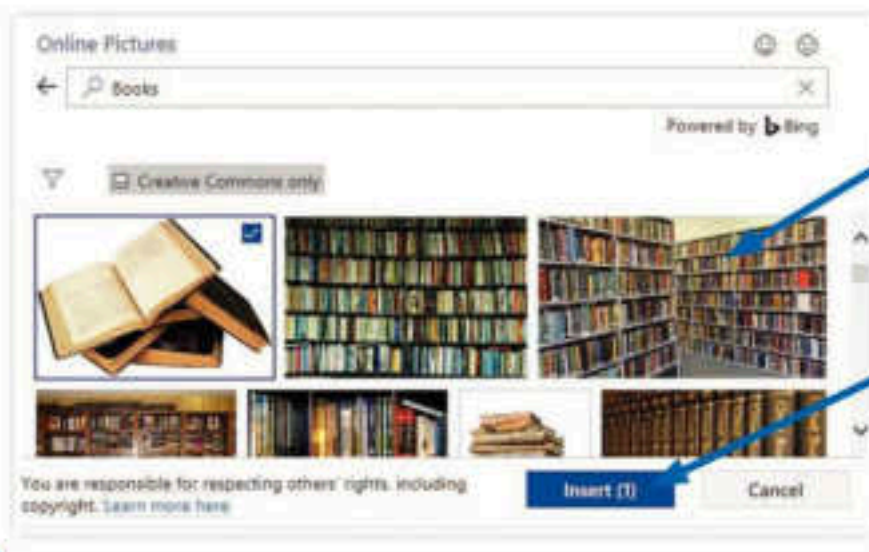 Online Pictures
Books
Powered by Bing
Creative Commons only
You are responsible for respecting others' rights, including
copyright. Learn more here
Insert (1)
Cancel